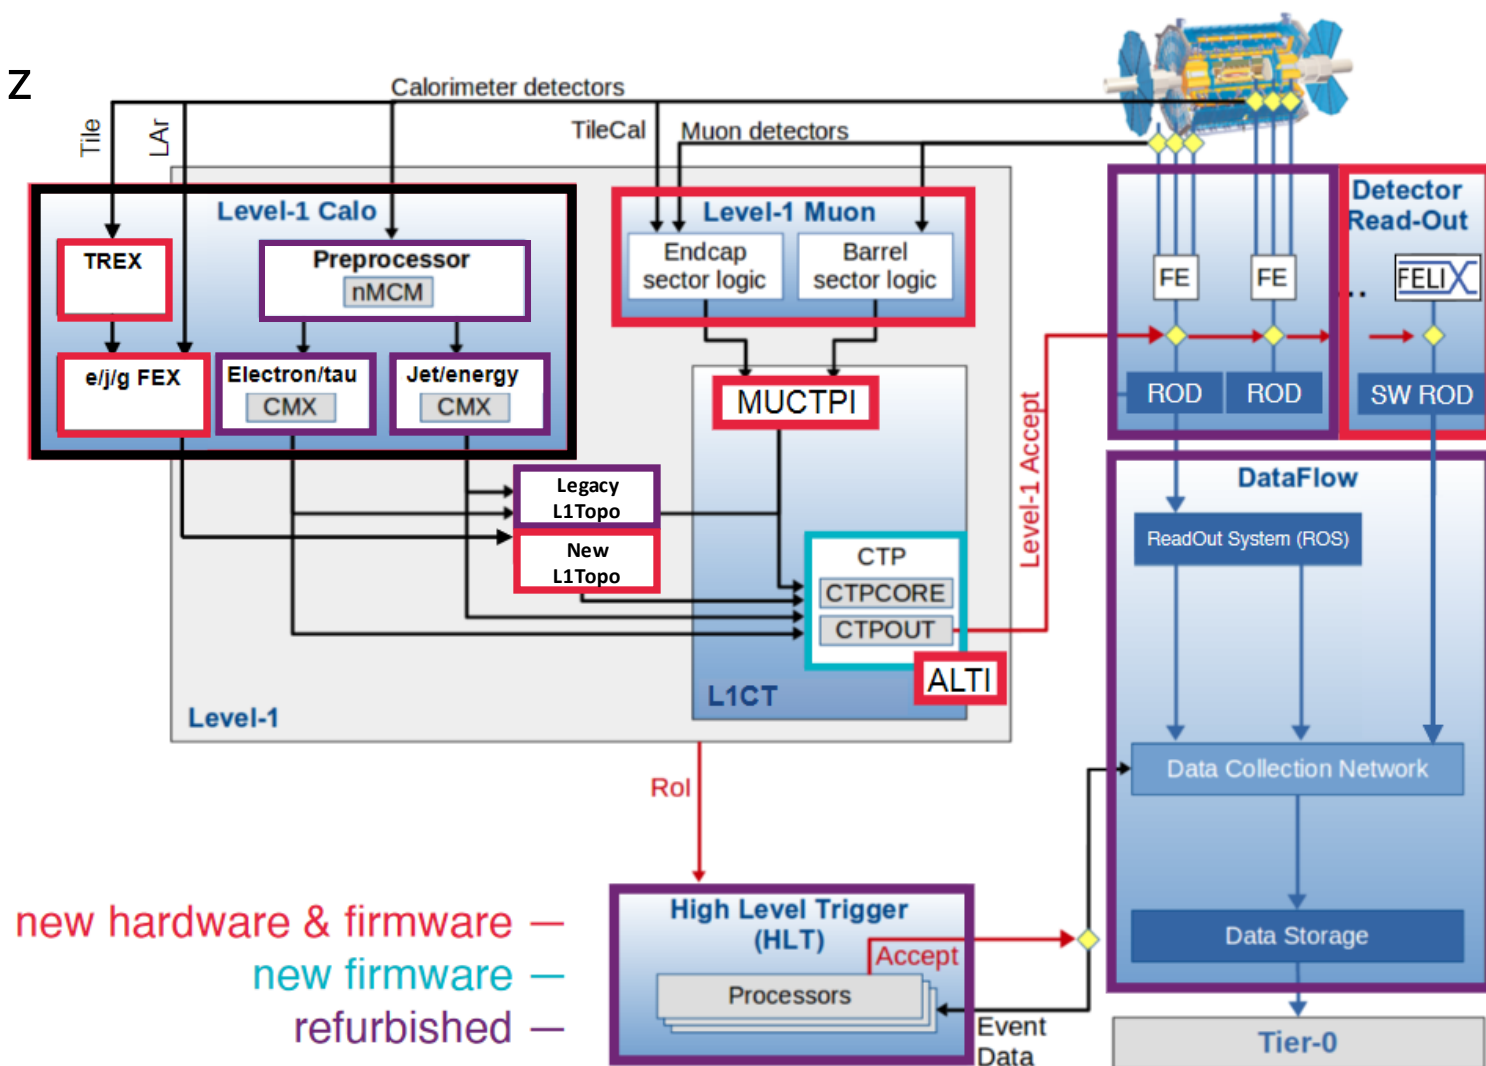 z
Calorimeter detectors
Tile
LAr
TileCal
Muon detectors
Level-1 Calo
TREX
Preprocessor
nMCM
e/j/g FEX
Electron/tau
CMX
Jet/energy
CMX
Level-1 Muon
Endcap
sector logic
Barrel
sector logic
MUCTPI
Legacy
L1Topo
New
L1Topo
CTP
CTPCORE
CTPOUT
ALTI
L1CT
Level-1
Level-1 Accept
Detector
Read-Out
FE
FE
...
FELIX
ROD
ROD
SW ROD
DataFlow
ReadOut System (ROS)
Data Collection Network
Data Storage
Tier-0
RoI
High Level Trigger
(HLT)
Accept
Processors
Event
Data
new hardware & firmware —
new firmware —
refurbished —